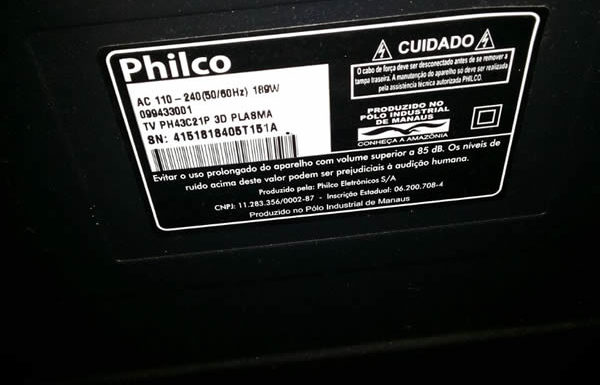 Philco
AC 110-240(50/60Hz) 189W
099433001
TV PH43C21P 3D PLASMA
SN: 4151818405T151A
CUIDADO
O cabo de força deve ser desconectado antes de se remover a
tampa traseira. A manutenção do aparelho só deve ser realizada
pela assistência técnica autorizada PHILCO.
PRODUZIDO NO
PÓLO INDUSTRIAL
DE MANAUS
CONHEÇA A AMAZÔNIA
Evitar o uso prolongado do aparelho com volume superior a 85 dB. Os níveis de
ruído acima deste valor podem ser prejudiciais à audição humana.
Produzido pela: Philco Eletrônicos S/A
CNPJ: 11.283.356/0002-87 - Inscrição Estadual: 06.200.708-4
Produzido no Pólo Industrial de Manaus